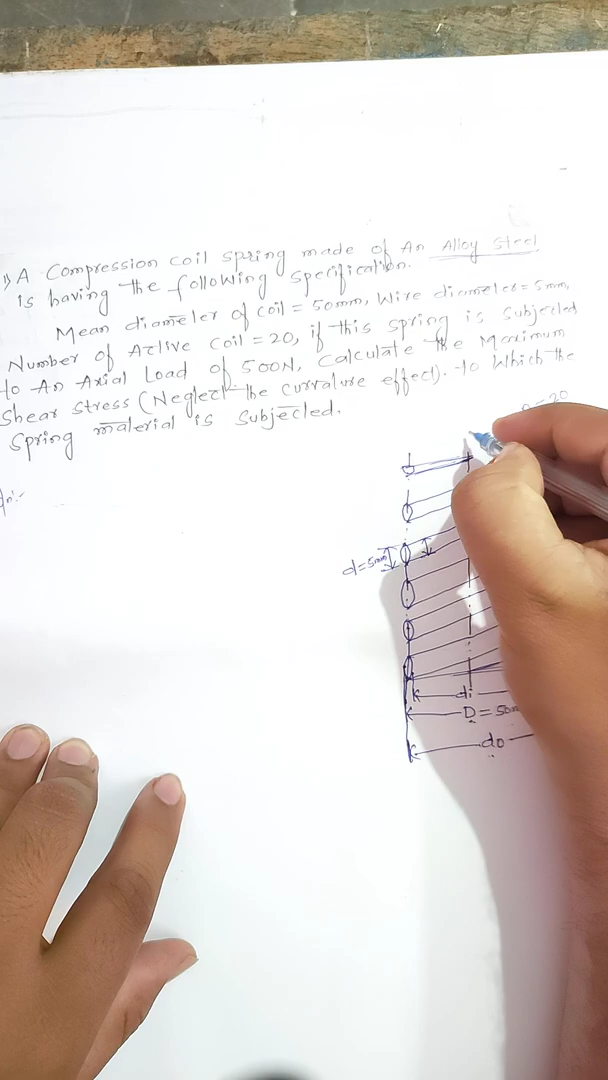 1) A Compression coil spring made of An Alloy Steel
is having the following specification.
Mean diameter of coil = 50mm, Wire diameter = 5mm,
Number of Active coil = 20, if this spring is subjected
to An Axial Load of 500N, Calculate the Maximum
Shear stress (Neglect the curvature effect). to Which the
Spring material is subjected.
n=20
d=5mm
di
D = 50m
do